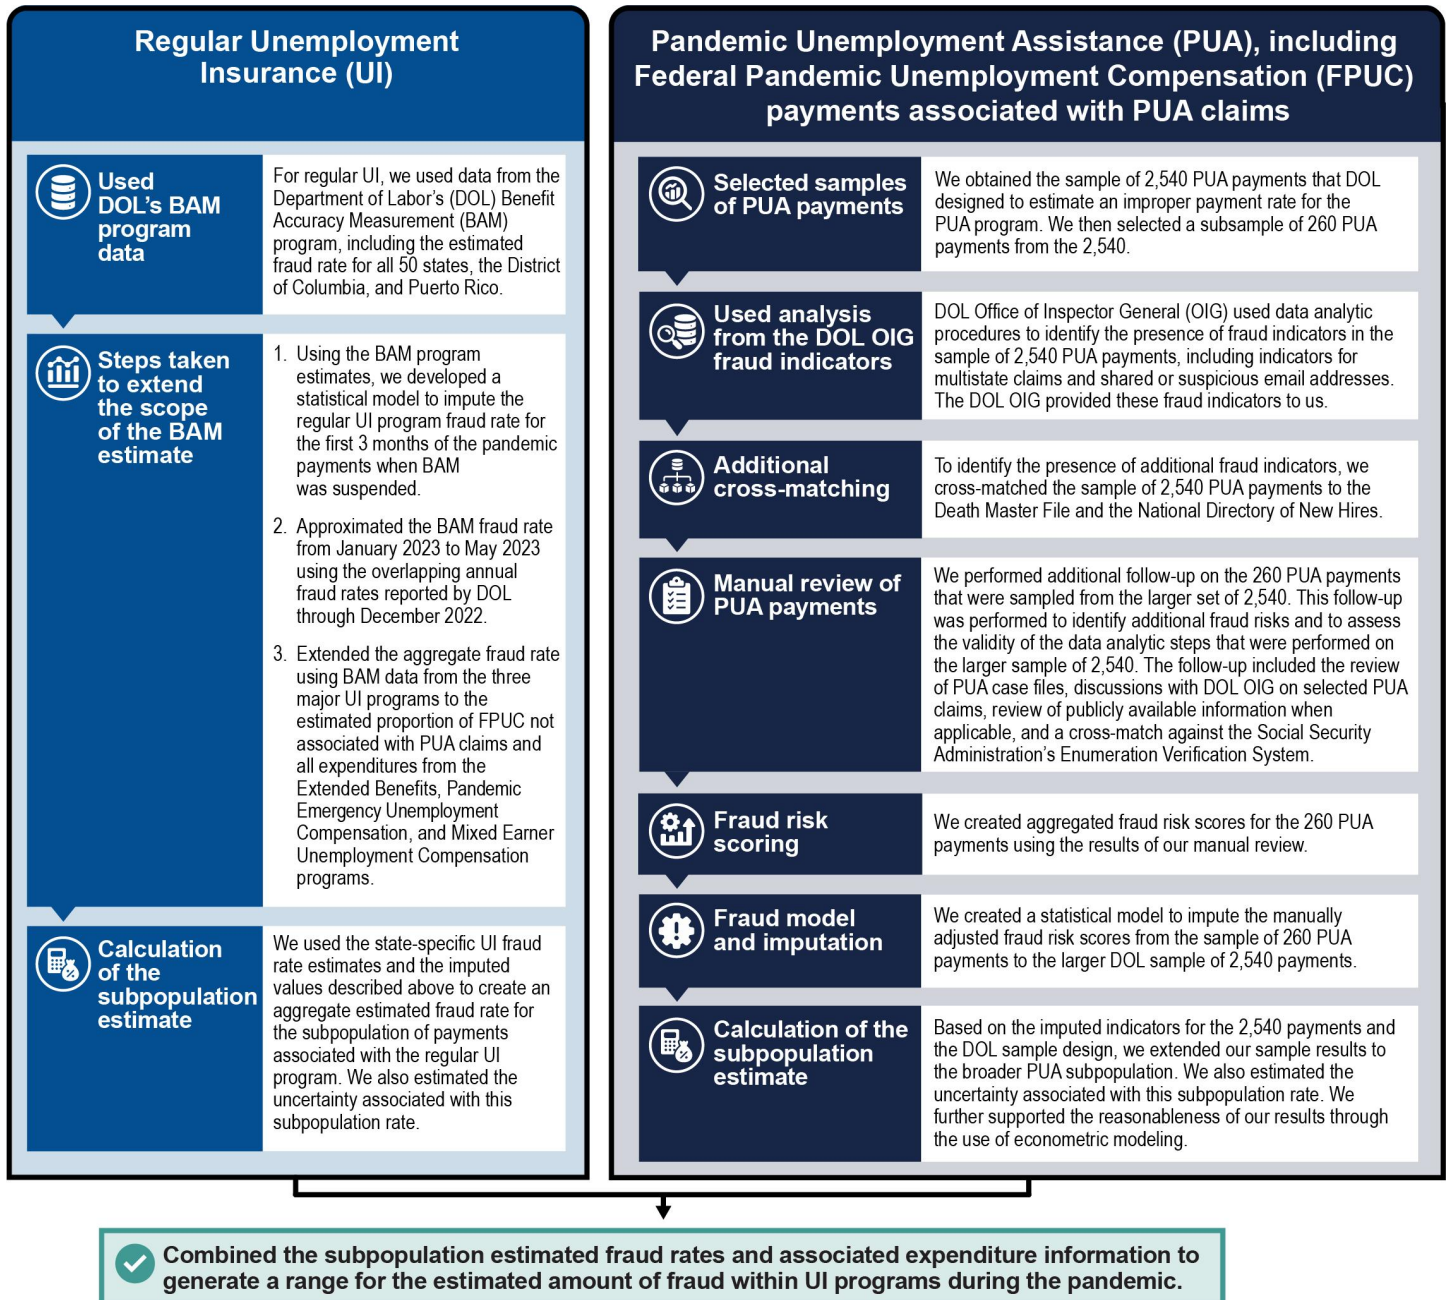 Regular Unemployment
Insurance (UI)
Used
DOL's BAM
program
data
For regular UI, we used data from the
Department of Labor's (DOL) Benefit
Accuracy Measurement (BAM)
program, including the estimated
fraud rate for all 50 states, the District
of Columbia, and Puerto Rico.
Steps taken
to extend
the scope
of the BAM
estimate
1. Using the BAM program
estimates, we developed a
statistical model to impute the
regular UI program fraud rate for
the first 3 months of the pandemic
payments when BAM
was suspended.
2. Approximated the BAM fraud rate
from January 2023 to May 2023
using the overlapping annual
fraud rates reported by DOL
through December 2022.
3. Extended the aggregate fraud rate
using BAM data from the three
major UI programs to the
estimated proportion of FPUC not
associated with PUA claims and
all expenditures from the
Extended Benefits, Pandemic
Emergency Unemployment
Compensation, and Mixed Earner
Unemployment Compensation
programs.
Calculation
of the
subpopulation
estimate
We used the state-specific UI fraud
rate estimates and the imputed
values described above to create an
aggregate estimated fraud rate for
the subpopulation of payments
associated with the regular UI
program. We also estimated the
uncertainty associated with this
subpopulation rate.
Pandemic Unemployment Assistance (PUA), including
Federal Pandemic Unemployment Compensation (FPUC)
payments associated with PUA claims
Selected samples
of PUA payments
We obtained the sample of 2,540 PUA payments that DOL
designed to estimate an improper payment rate for the
PUA program. We then selected a subsample of 260 PUA
payments from the 2,540.
Used analysis
from the DOL OIG
fraud indicators
DOL Office of Inspector General (OIG) used data analytic
procedures to identify the presence of fraud indicators in the
sample of 2,540 PUA payments, including indicators for
multistate claims and shared or suspicious email addresses.
The DOL OIG provided these fraud indicators to us.
Additional
cross-matching
To identify the presence of additional fraud indicators, we
cross-matched the sample of 2,540 PUA payments to the
Death Master File and the National Directory of New Hires.
Manual review of
PUA payments
We performed additional follow-up on the 260 PUA payments
that were sampled from the larger set of 2,540. This follow-up
was performed to identify additional fraud risks and to assess
the validity of the data analytic steps that were performed on
the larger sample of 2,540. The follow-up included the review
of PUA case files, discussions with DOL OIG on selected PUA
claims, review of publicly available information when
applicable, and a cross-match against the Social Security
Administration's Enumeration Verification System.
Fraud risk
scoring
We created aggregated fraud risk scores for the 260 PUA
payments using the results of our manual review.
Fraud model
and imputation
We created a statistical model to impute the manually
adjusted fraud risk scores from the sample of 260 PUA
payments to the larger DOL sample of 2,540 payments.
Calculation of the
subpopulation
estimate
Based on the imputed indicators for the 2,540 payments and
the DOL sample design, we extended our sample results to
the broader PUA subpopulation. We also estimated the
uncertainty associated with this subpopulation rate. We
further supported the reasonableness of our results through
the use of econometric modeling.
Combined the subpopulation estimated fraud rates and associated expenditure information to
generate a range for the estimated amount of fraud within UI programs during the pandemic.